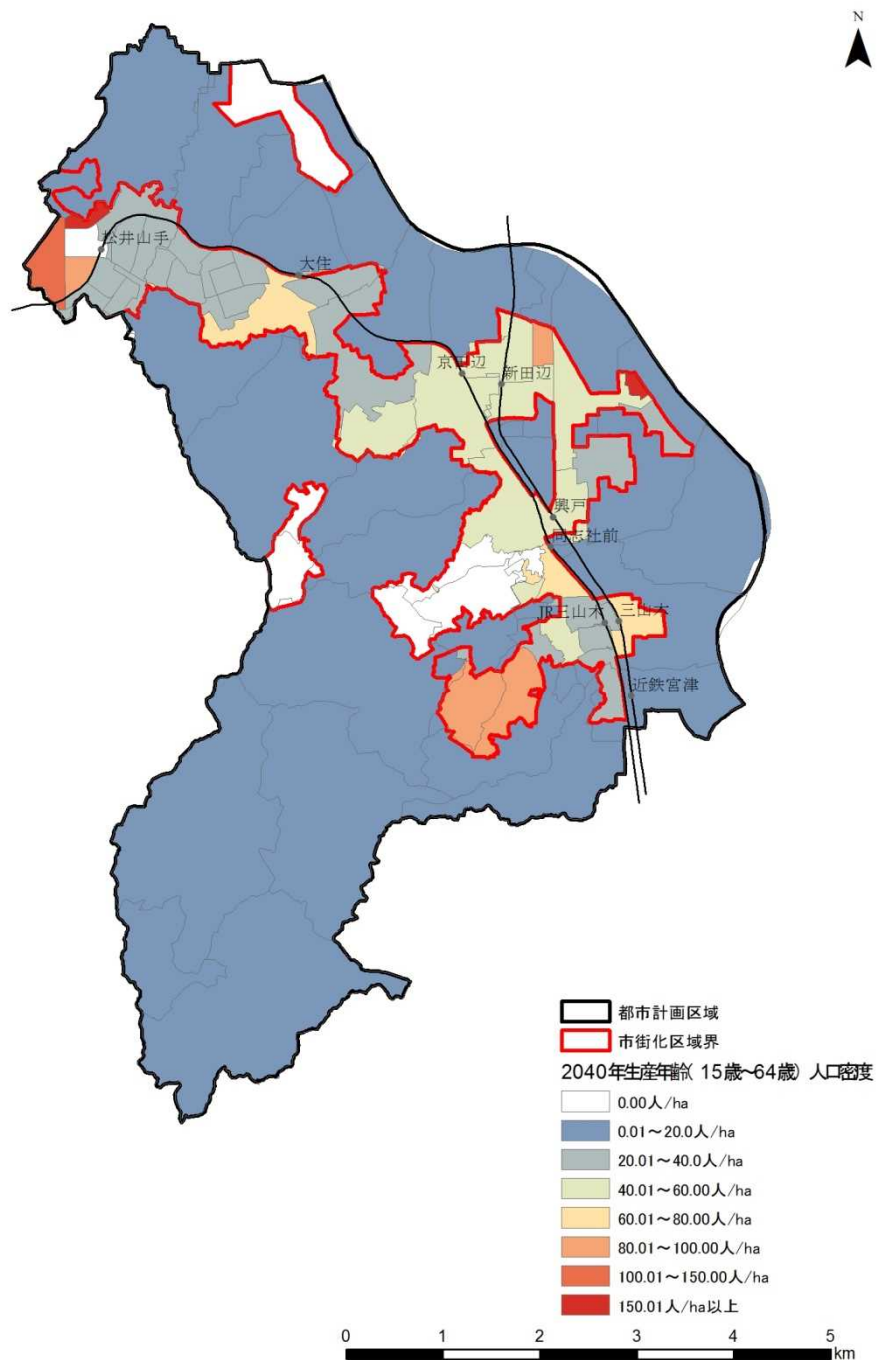 N
松井山手
大住
京田辺
新田辺
興戸
同志社前
JR三山木
三山木
近鉄宮津
都市計画区域
市街化区域界
2040年生産年齢(15歳~64歳)人口密度
0.00人/ha
0.01~20.0人/ha
20.01~40.0人/ha
40.01~60.00人/ha
60.01~80.00人/ha
80.01~100.00人/ha
100.01~150.00人/ha
150.01人/ha以上
0 1 2 3 4 5
km